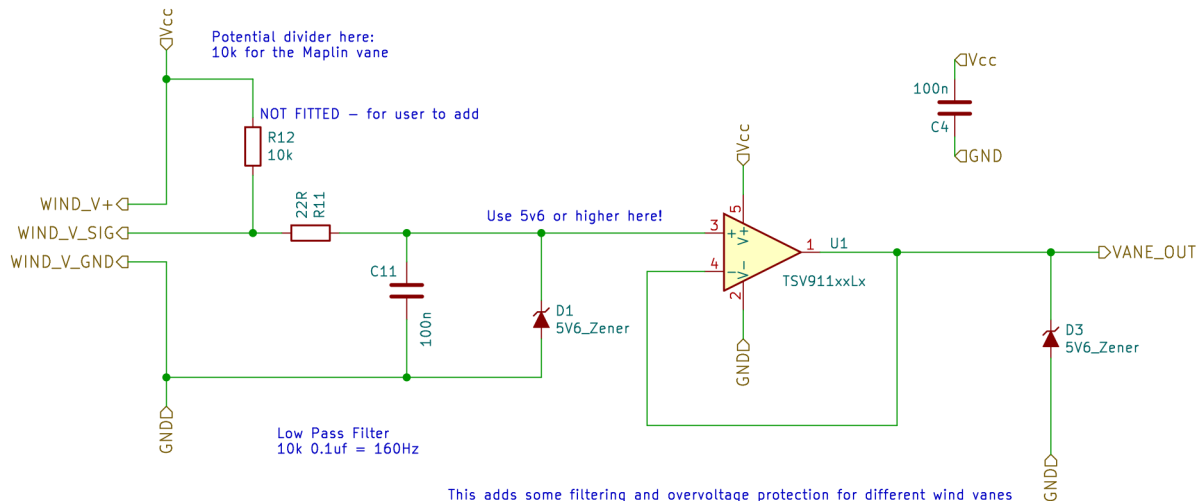 Vcc
Potential divider here:
10k for the Maplin vane
NOT FITTED – for user to add
R12
10k
WIND_V+
WIND_V_SIG
WIND_V_GND
22R
R11
C11
100n
GND
Low Pass Filter
10k 0.1uf = 160Hz
Use 5v6 or higher here!
D1
5V6_Zener
Vcc
5
3
+
V+
4
–
V-
2
1
U1
TSV911xxLx
GND
Vcc
100n
C4
GND
VANE_OUT
D3
5V6_Zener
GND
This adds some filtering and overvoltage protection for different wind vanes